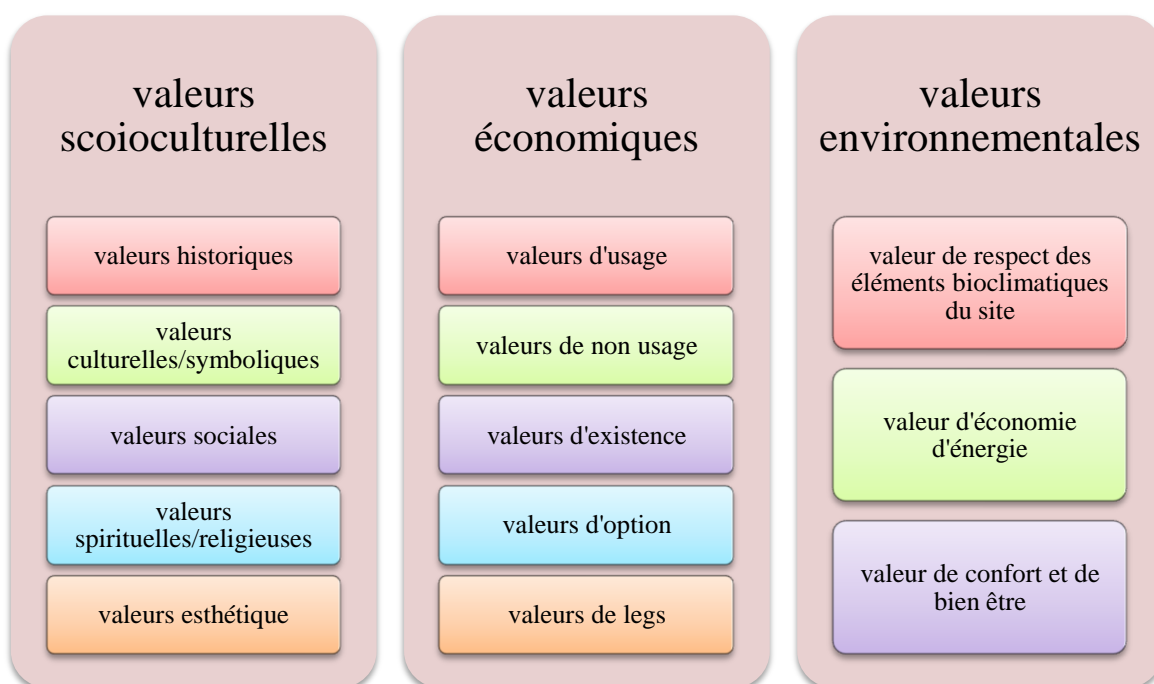 valeurs
scoioculturelles
valeurs historiques
valeurs
culturelles/symboliques
valeurs sociales
valeurs
spirituelles/religieuses
valeurs esthétique
valeurs
économiques
valeurs d'usage
valeurs de non usage
valeurs d'existence
valeurs d'option
valeurs de legs
valeurs
environnementales
valeur de respect des
éléments bioclimatiques
du site
valeur d'économie
d'énergie
valeur de confort et de
bien être